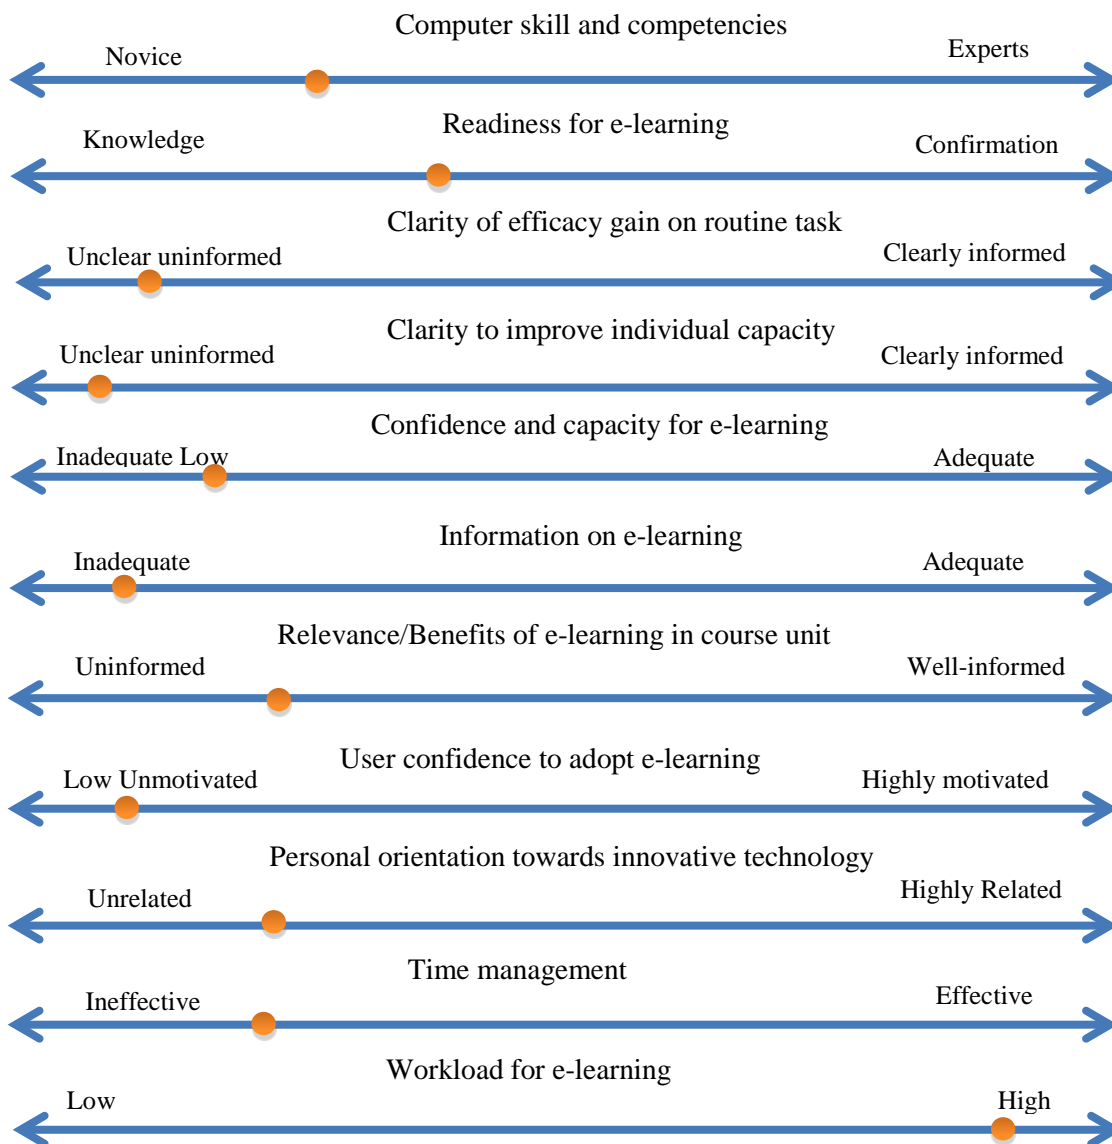 Computer skill and competencies
Novice Experts
Readiness for e-learning
Knowledge Confirmation
Clarity of efficacy gain on routine task
Unclear uninformed Clearly informed
Clarity to improve individual capacity
Unclear uninformed Clearly informed
Confidence and capacity for e-learning
Inadequate Low Adequate
Information on e-learning
Inadequate Adequate
Relevance/Benefits of e-learning in course unit
Uninformed Well-informed
User confidence to adopt e-learning
Low Unmotivated Highly motivated
Personal orientation towards innovative technology
Unrelated Highly Related
Time management
Ineffective Effective
Workload for e-learning
Low High